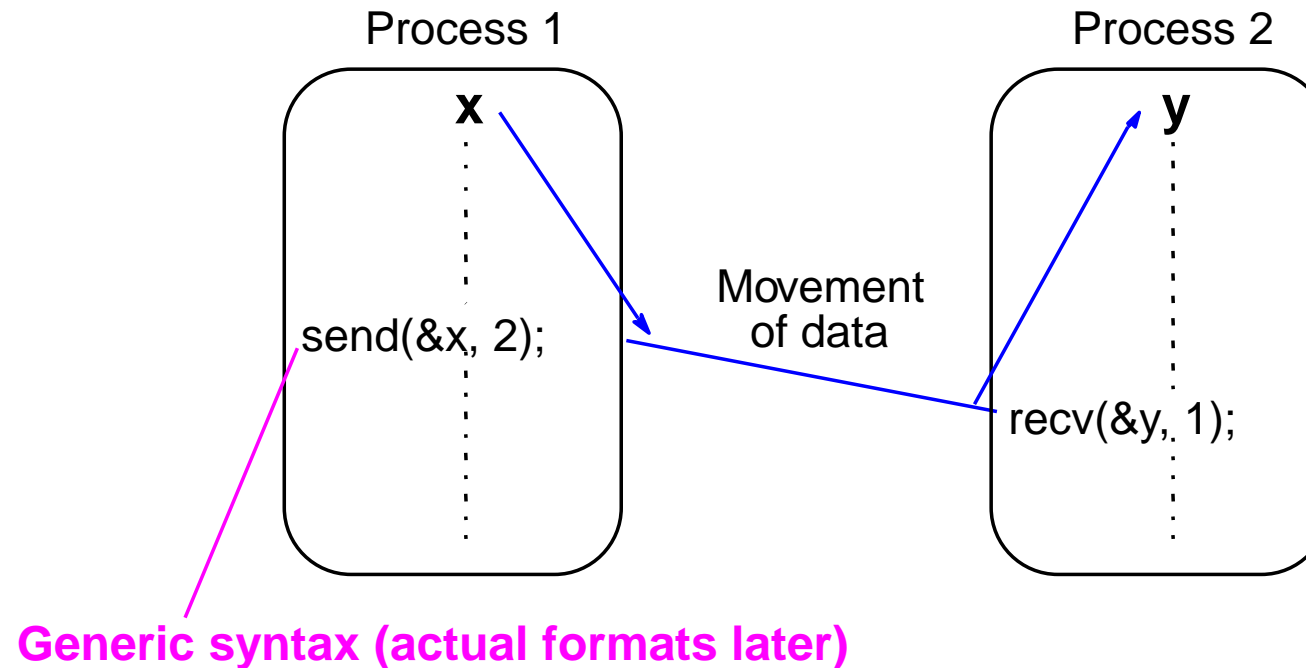 Process 1
Process 2
x
y
Movement
of data
send(&x, 2);
recv(&y, 1);
Generic syntax (actual formats later)